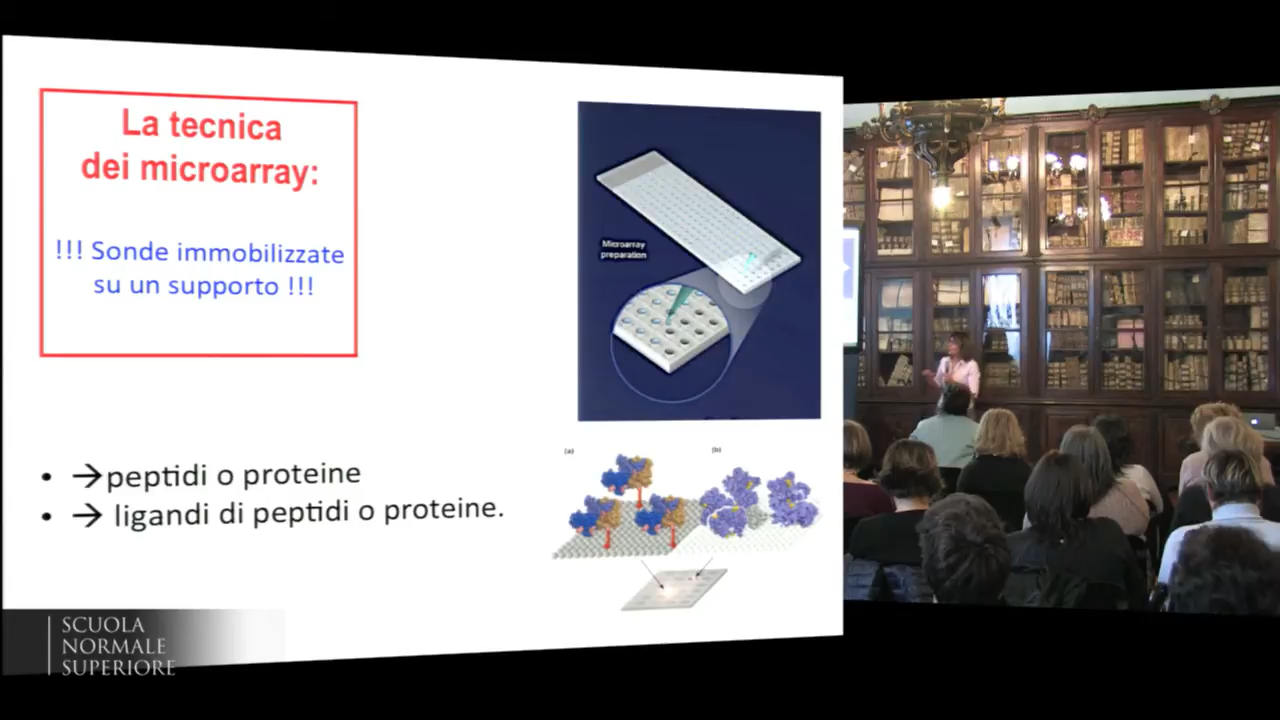 La tecnica
dei microarray:
!!! Sonde immobilizzate
su un supporto !!!
Microarray
preparation
• →peptidi o proteine
• → ligandi di peptidi o proteine.
(a)
(b)
SCUOLA
NORMALE
SUPERIORE